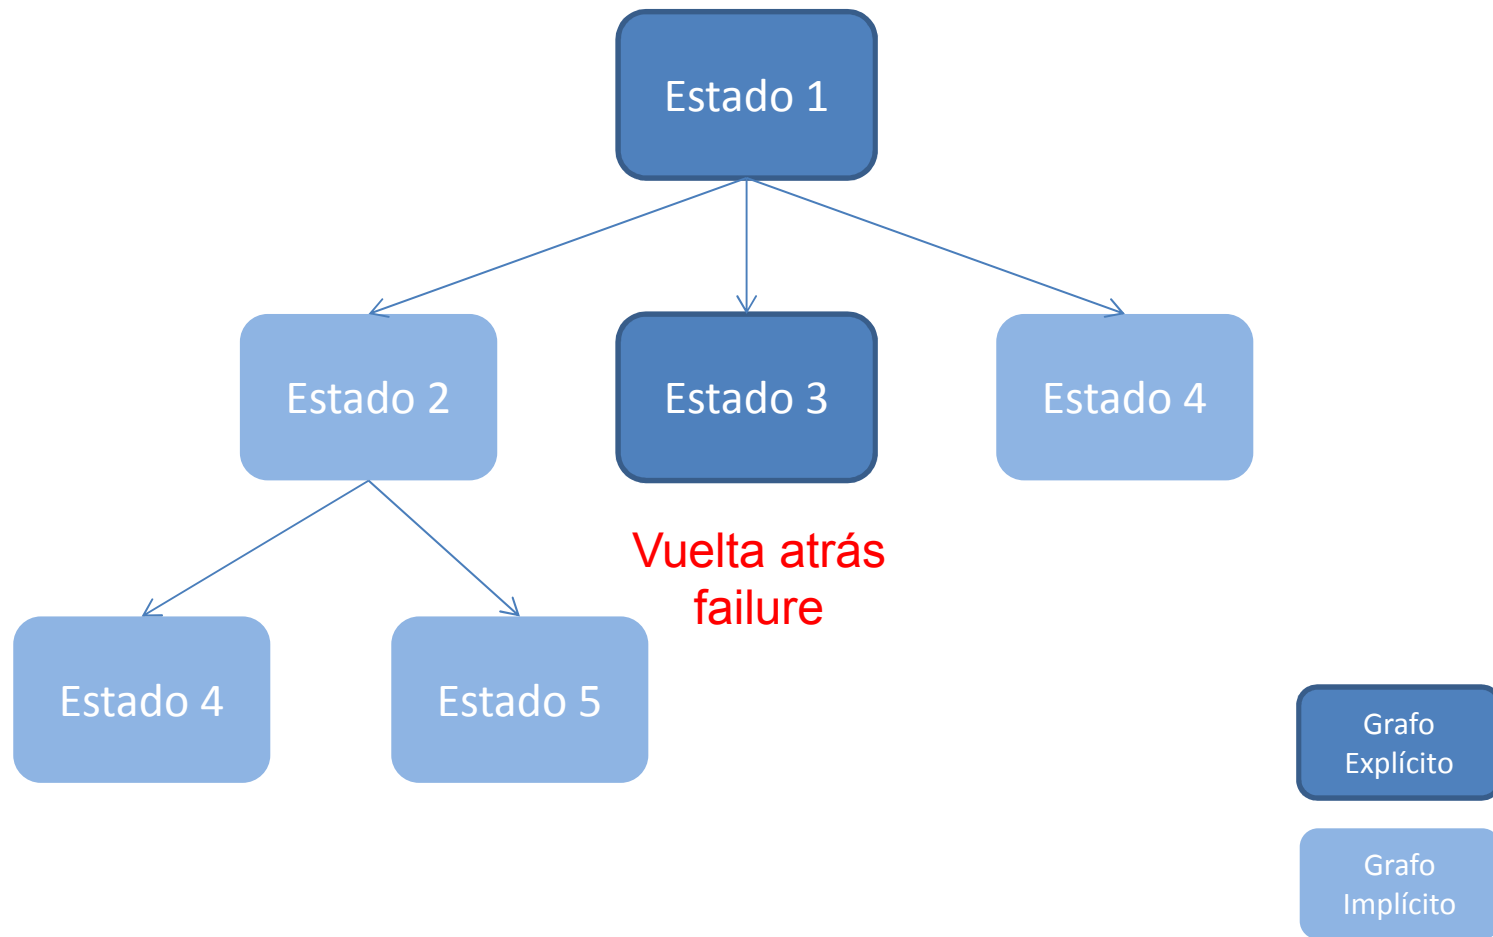 Estado 1
Estado 2
Estado 3
Estado 4
Vuelta atrás
failure
Estado 4
Estado 5
Grafo
Explícito
Grafo
Implícito